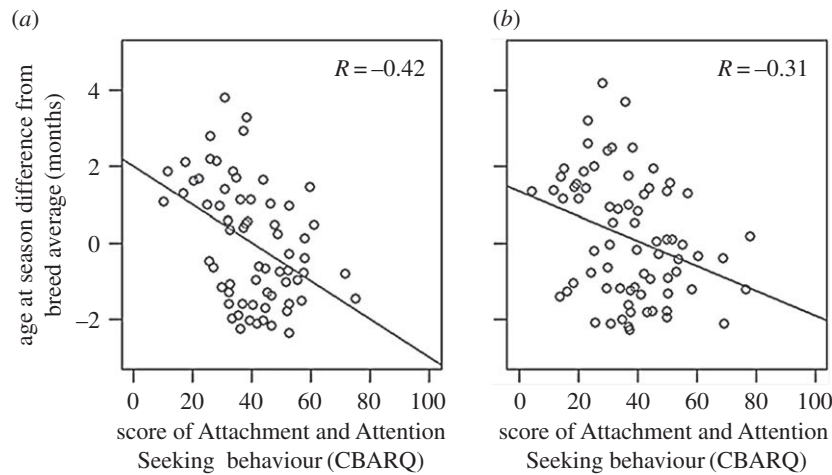 (a)
(b)
R = –0.42
R = –0.31
age at season difference from
breed average (months)
4
2
0
–2
0 20 40 60 80 100
0 20 40 60 80 100
score of Attachment and Attention
Seeking behaviour (CBARQ)
score of Attachment and Attention
Seeking behaviour (CBARQ)